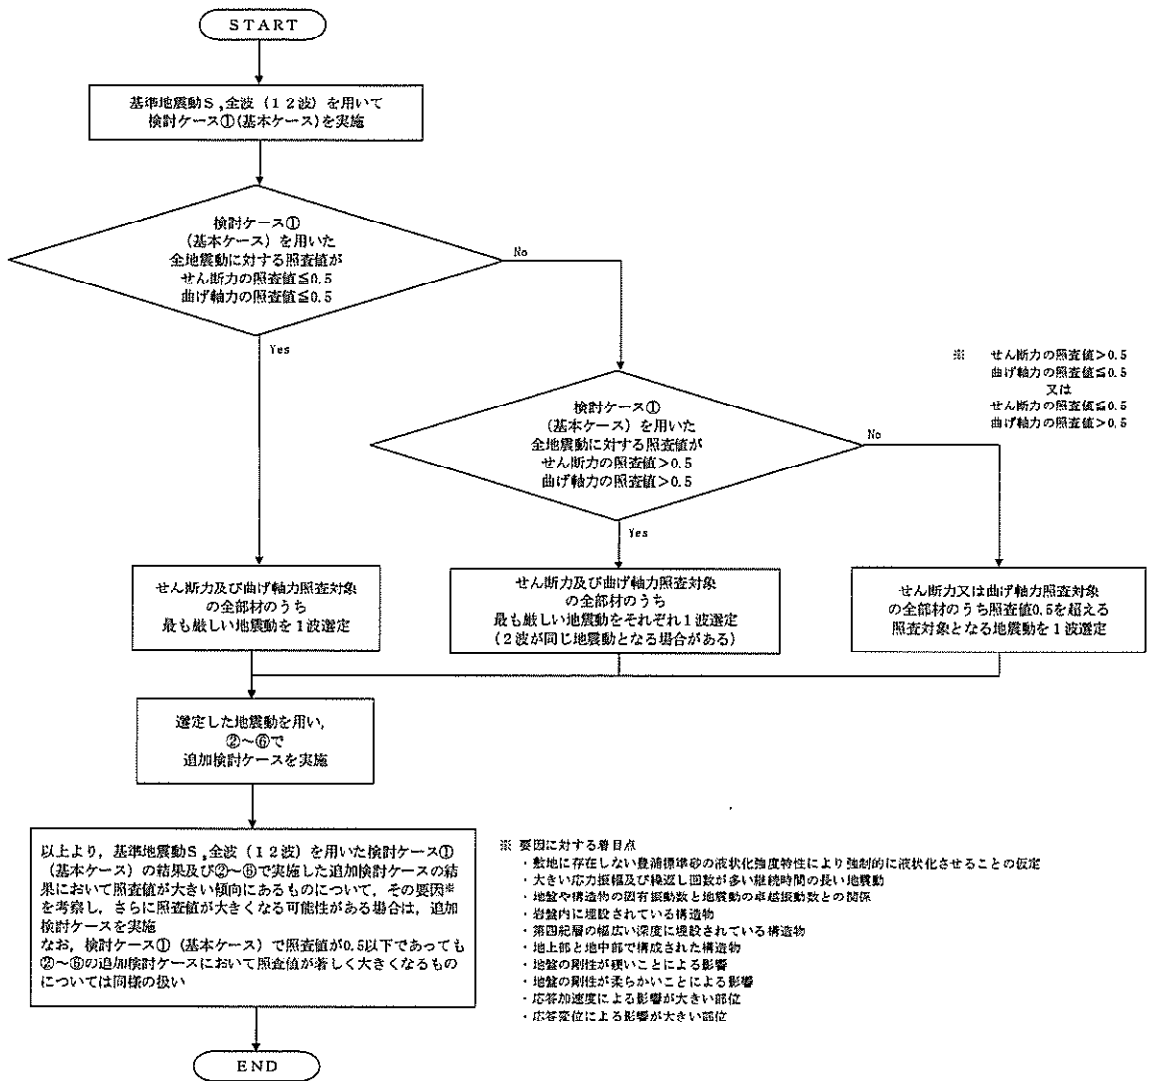 START
基準地震動Ｓｓ全波（１２波）を用いて
検討ケース①(基本ケース)を実施
検討ケース①
（基本ケース）を用いた
全地震動に対する照査値が
せん断力の照査値≦0.5
曲げ軸力の照査値≦0.5
No
Yes
※ せん断力の照査値＞0.5
曲げ軸力の照査値≦0.5
又は
せん断力の照査値≦0.5
曲げ軸力の照査値＞0.5
検討ケース①
（基本ケース）を用いた
全地震動に対する照査値が
せん断力の照査値＞0.5
曲げ軸力の照査値＞0.5
No
Yes
せん断力及び曲げ軸力照査対象
の全部材のうち
最も厳しい地震動を１波選定
せん断力及び曲げ軸力照査対象
の全部材のうち
最も厳しい地震動をそれぞれ１波選定
（２波が同じ地震動となる場合がある）
せん断力又は曲げ軸力照査対象
の全部材のうち照査値0.5を超える
照査対象となる地震動を１波選定
選定した地震動を用い，
②～⑥で
追加検討ケースを実施
以上より，基準地震動Ｓｓ全波（１２波）を用いた検討ケース①
（基本ケース）の結果及び②～⑥で実施した追加検討ケースの結
果において照査値が大きい傾向にあるものについて，その要因※
を考察し，さらに照査値が大きくなる可能性がある場合は，追加
検討ケースを実施
なお，検討ケース①（基本ケース）で照査値が0.5以下であっても
②～⑥の追加検討ケースにおいて照査値が著しく大きくなるもの
については同様の扱い
※ 要因に対する着目点
・敷地に存在しない豊浦標準砂の液状化強度特性により強制的に液状化させることの仮定
・大きい応力振幅及び繰返し回数が多い継続時間の長い地震動
・地盤や構造物の固有振動数と地震動の卓越振動数との関係
・岩盤内に埋設されている構造物
・第四紀層の幅広い深度に埋設されている構造物
・地上部と地中部で構成された構造物
・地盤の剛性が硬いことによる影響
・地盤の剛性が柔らかいことによる影響
・応答加速度による影響が大きい部位
・応答変位による影響が大きい部位
END